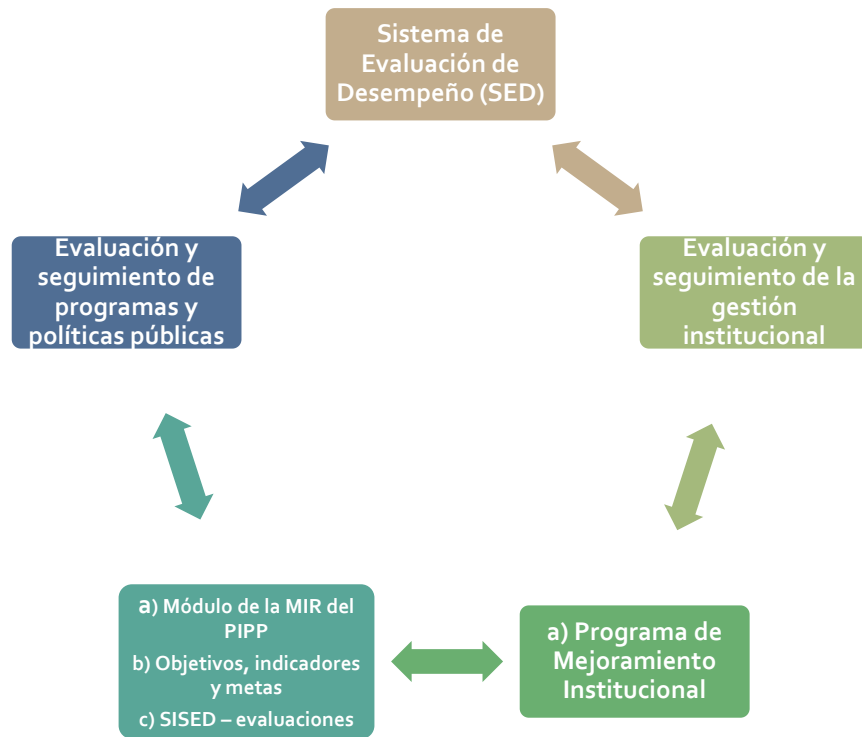 Sistema de
Evaluación de
Desempeño (SED)
Evaluación y
seguimiento de
programas y
políticas públicas
Evaluación y
seguimiento de la
gestión
institucional
a) Módulo de la MIR del
PIPP
b) Objetivos, indicadores
y metas
c) SISED – evaluaciones
a) Programa de
Mejoramiento
Institucional